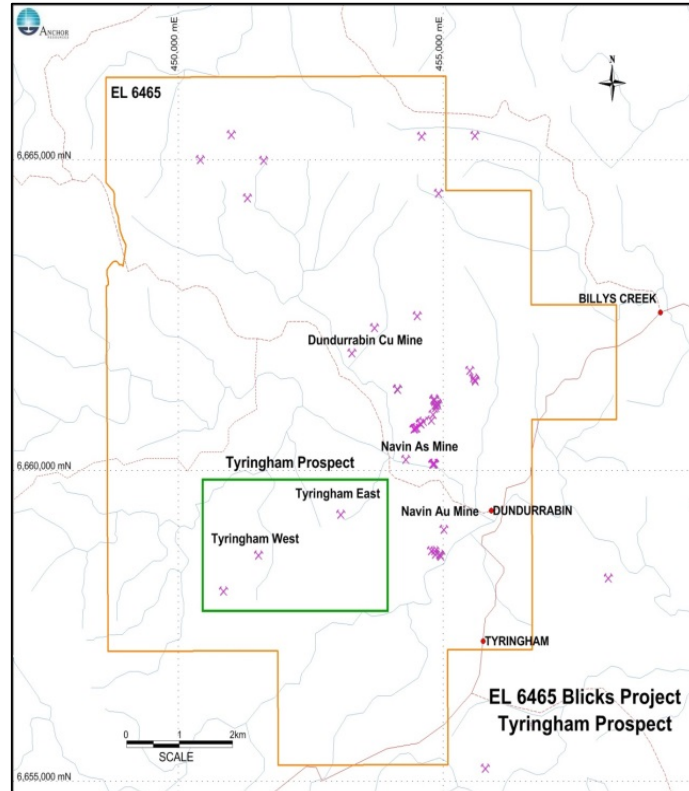 ANCHOR
450,000 mE
455,000 mE
N
EL 6465
6,665,000 mN
BILLYS CREEK
Dundurrabin Cu Mine
Navin As Mine
6,660,000 mN
Tyringham Prospect
Tyringham East
Navin Au Mine
DUNDURRABIN
Tyringham West
TYRINGHAM
EL 6465 Blicks Project
Tyringham Prospect
0 1 2km
SCALE
6,655,000 mN